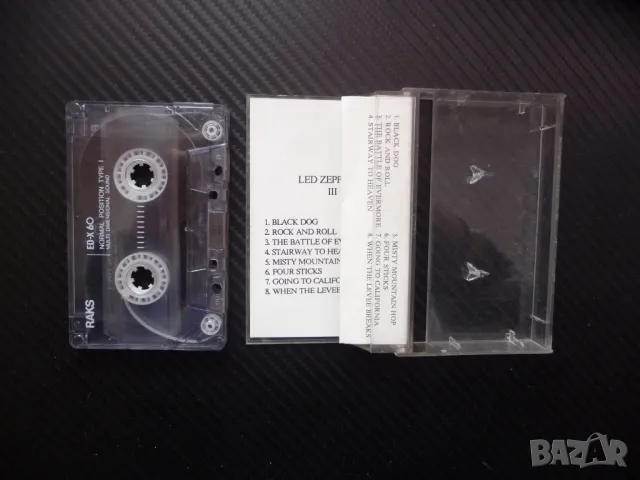 RAKS
EB-X 60
NORMAL POSITION TYPE I
MULTI DIMENSIONAL SOUND
LED ZEPP
III
1. BLACK DOG
2. ROCK AND ROLL
3. THE BATTLE OF EV
4. STAIRWAY TO HEA
5. MISTY MOUNTAIN
6. FOUR STICKS
7. GOING TO CALIFO
8. WHEN THE LEVEE
1. BLACK DOG
2. ROCK AND ROLL
3. THE BATTLE OF EVERMORE
4. STAIRWAY TO HEAVEN
5. MISTY MOUNTAIN HOP
6. FOUR STICKS
7. GOING TO CALIFORNIA
8. WHEN THE LEVEE BREAKS
BAZAR